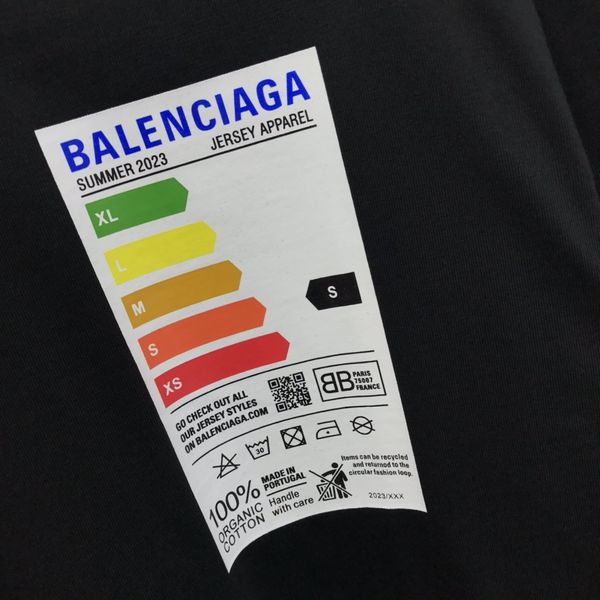 BALENCIAGA
SUMMER 2023 JERSEY APPAREL
XL
L
M
S
S
XS
GO CHECK OUT ALL
OUR JERSEY STYLES
ON BALENCIAGA.COM
BB
PARIS
75007
FRANCE
30
100%
ORGANIC
COTTON
MADE IN
PORTUGAL
Handle
with care
Items can be recycled
and returned to the
circular fashion loop.
2023/XXX